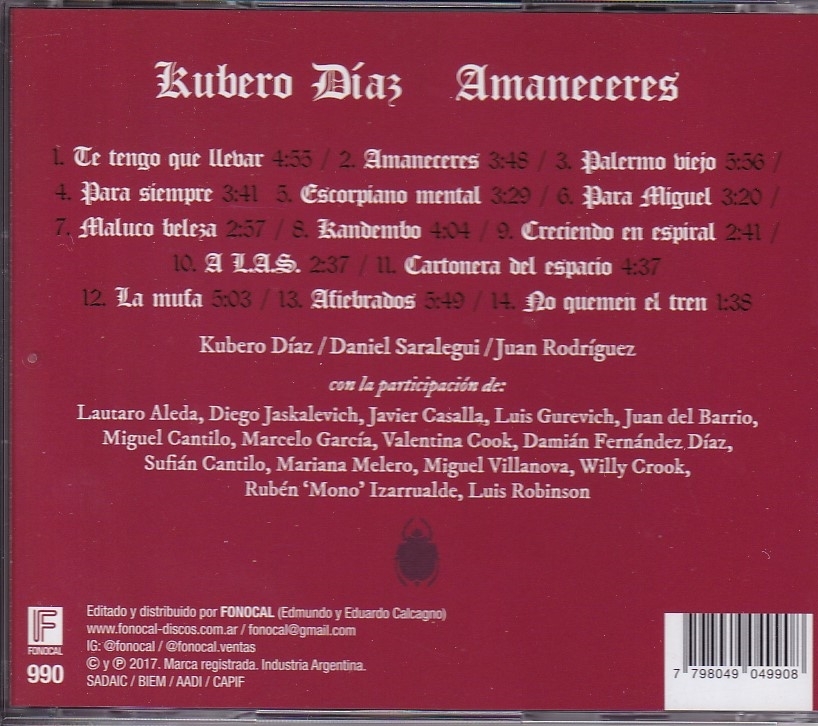 Kubero Díaz Amaneceres
1. Te tengo que llevar 4:55 / 2. Amaneceres 3:48 / 3. Palermo viejo 5:56 /
4. Para siempre 3:41 5. Escorpiano mental 3:29 / 6. Para Miguel 3:20 /
7. Maluco beleza 2:57 / 8. Kandembo 4:04 / 9. Creciendo en espiral 2:41 /
10. A L.A.S. 2:37 / 11. Cartonera del espacio 4:37
12. La mufa 5:03 / 13. Afiebrados 5:49 / 14. No quemen el tren 1:38
Kubero Díaz / Daniel Saralegui / Juan Rodríguez
con la participación de:
Lautaro Aleda, Diego Jaskalevich, Javier Casalla, Luis Gurevich, Juan del Barrio,
Miguel Cantilo, Marcelo García, Valentina Cook, Damián Fernández Díaz,
Sufián Cantilo, Mariana Melero, Miguel Villanova, Willy Crook,
Rubén ‘Mono’ Izarrualde, Luis Robinson
Editado y distribuido por FONOCAL (Edmundo y Eduardo Calcagno)
www.fonocal-discos.com.ar / fonocal@gmail.com
IG: @fonocal / @fonocal.ventas
© y ℗ 2017. Marca registrada. Industria Argentina.
SADAIC / BIEM / AADI / CAPIF
F
FONOCAL
990
7 798049 049908